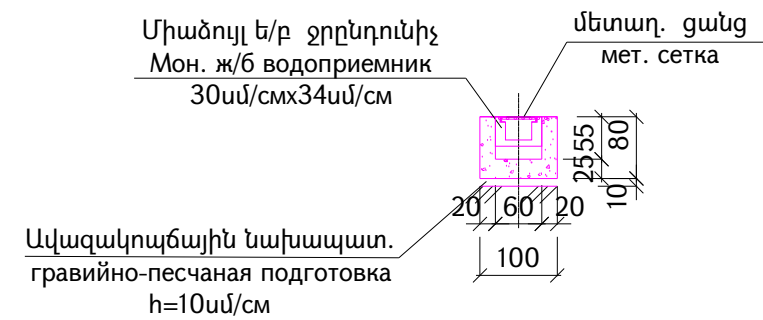 Միաձույլ ե/բ ջրընդունիչ
Мон. ж/б водоприемник
30սմ/смx34սմ/см
մետաղ. ցանց
мет. сетка
55
25
80
10
20
60
20
100
Ավազակոպճային նախապատ.
гравийно-песчаная подготовка
h=10սմ/см